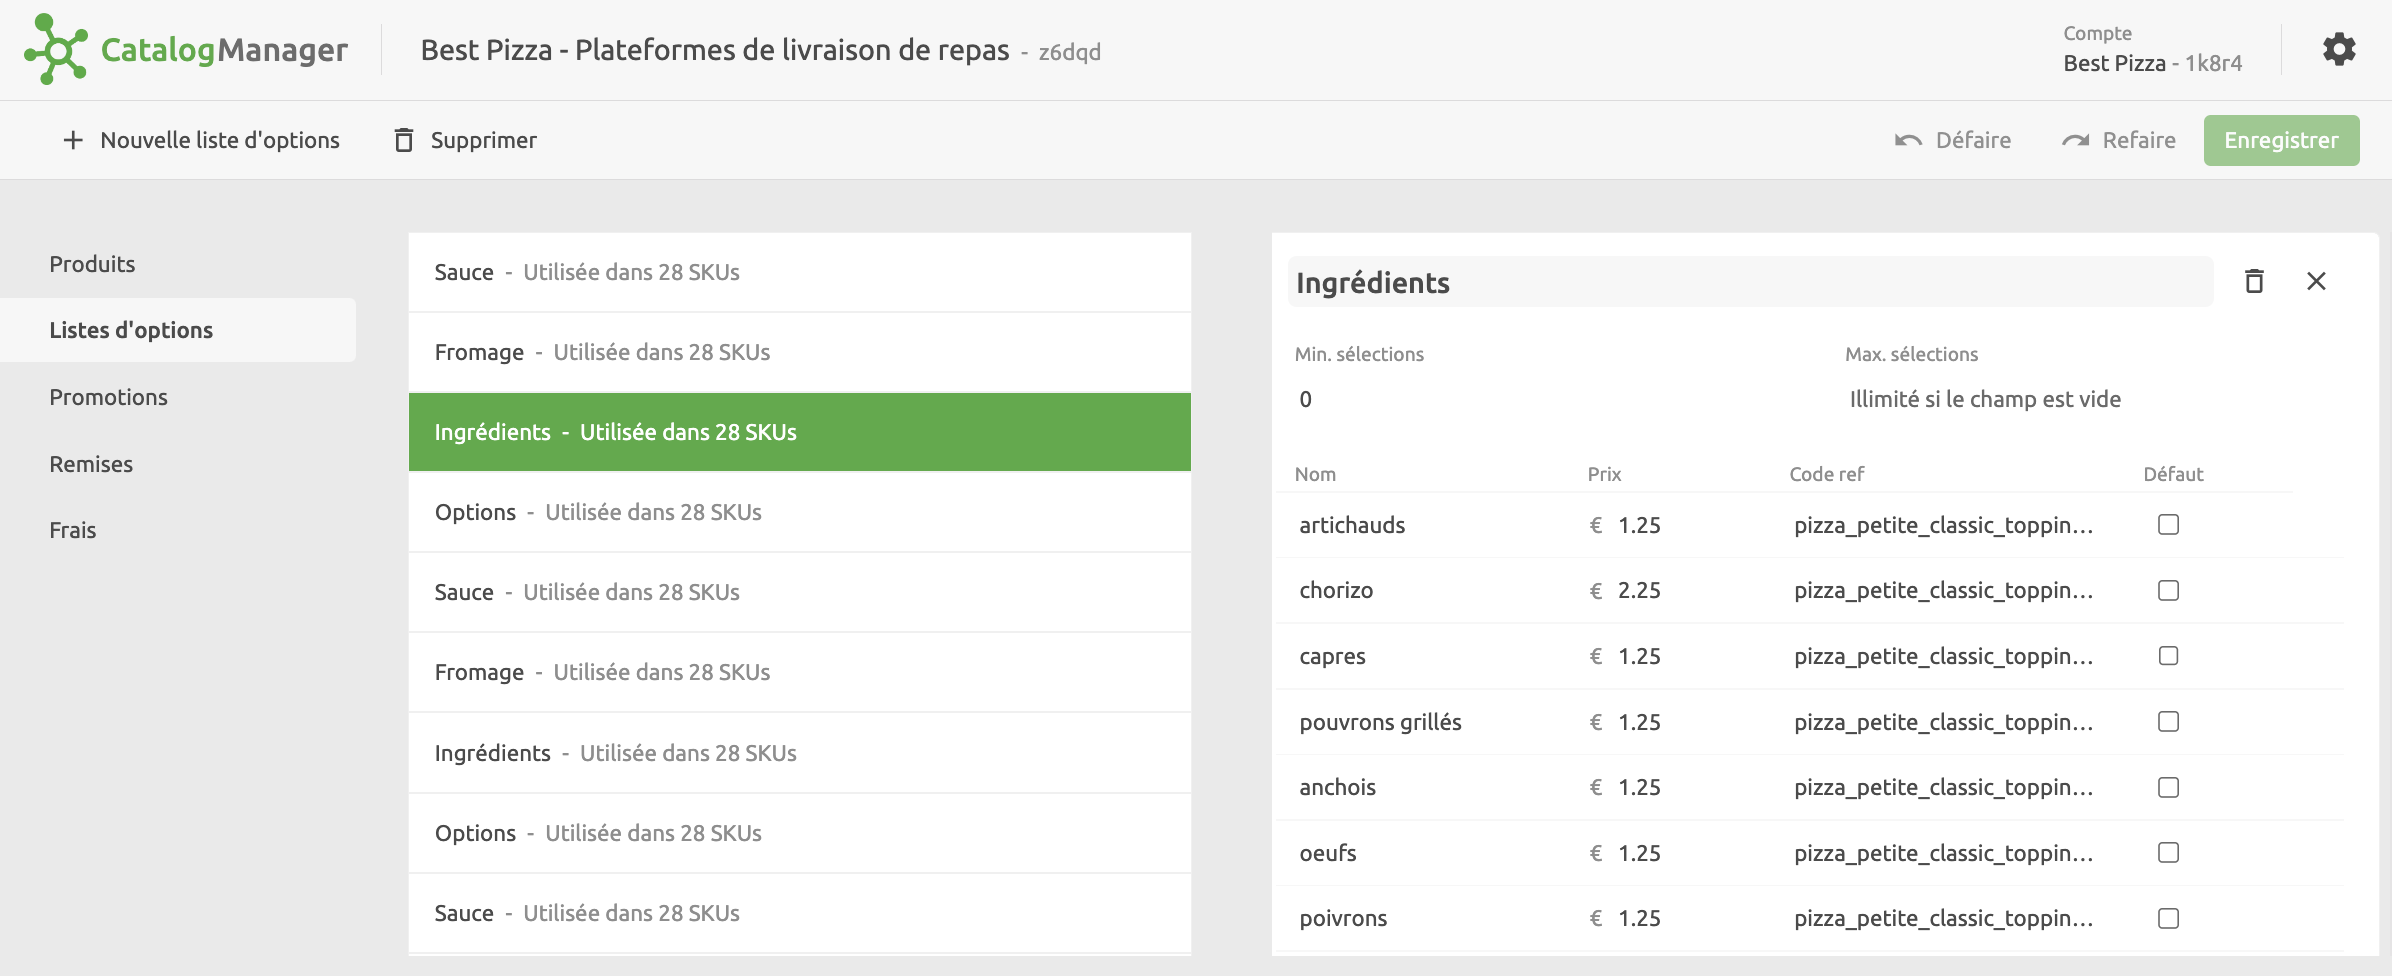 CatalogManager
Best Pizza - Plateformes de livraison de repas - z6dqd
Compte
Best Pizza - 1k8r4
Nouvelle liste d'options
Supprimer
Défaire
Refaire
Enregistrer
Produits
Listes d'options
Promotions
Remises
Frais
Sauce - Utilisée dans 28 SKUs
Fromage - Utilisée dans 28 SKUs
Ingrédients - Utilisée dans 28 SKUs
Options - Utilisée dans 28 SKUs
Sauce - Utilisée dans 28 SKUs
Fromage - Utilisée dans 28 SKUs
Ingrédients - Utilisée dans 28 SKUs
Options - Utilisée dans 28 SKUs
Sauce - Utilisée dans 28 SKUs
Ingrédients
Min. sélections Max. sélections
0 Illimité si le champ est vide
Nom Prix Code ref Défaut
artichauds € 1.25 pizza_petite_classic_toppin...
chorizo € 2.25 pizza_petite_classic_toppin...
capres € 1.25 pizza_petite_classic_toppin...
pouvrons grillés € 1.25 pizza_petite_classic_toppin...
anchois € 1.25 pizza_petite_classic_toppin...
oeufs € 1.25 pizza_petite_classic_toppin...
poivrons € 1.25 pizza_petite_classic_toppin...